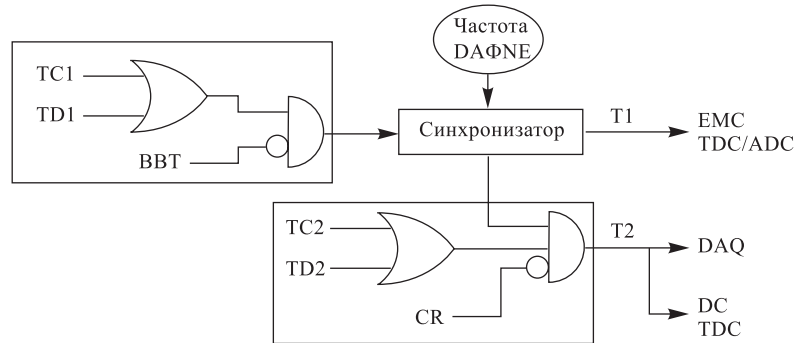 Частота
DAΦNE
TC1
TD1
BBT
Синхронизатор
T1
EMC
TDC/ADC
TC2
TD2
CR
T2
DAQ
DC
TDC